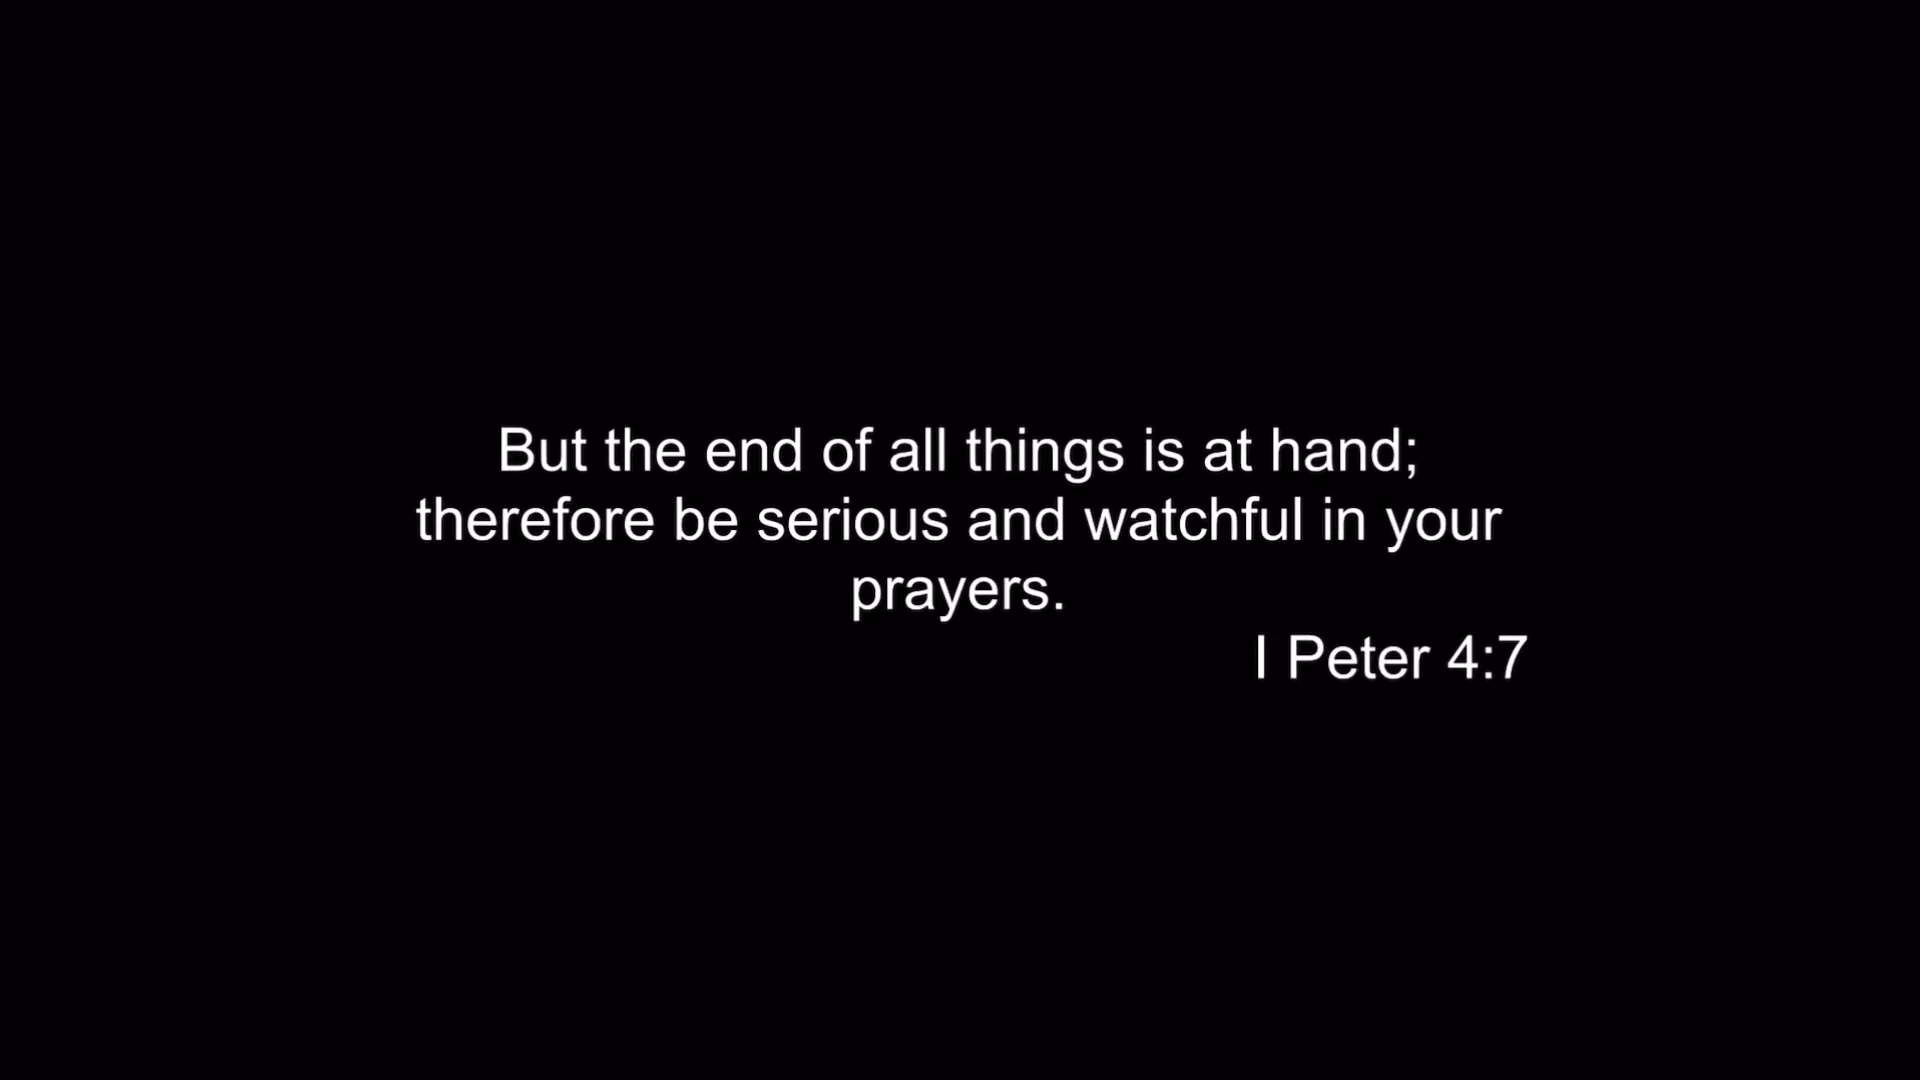 But the end of all things is at hand;
therefore be serious and watchful in your
prayers.
I Peter 4:7